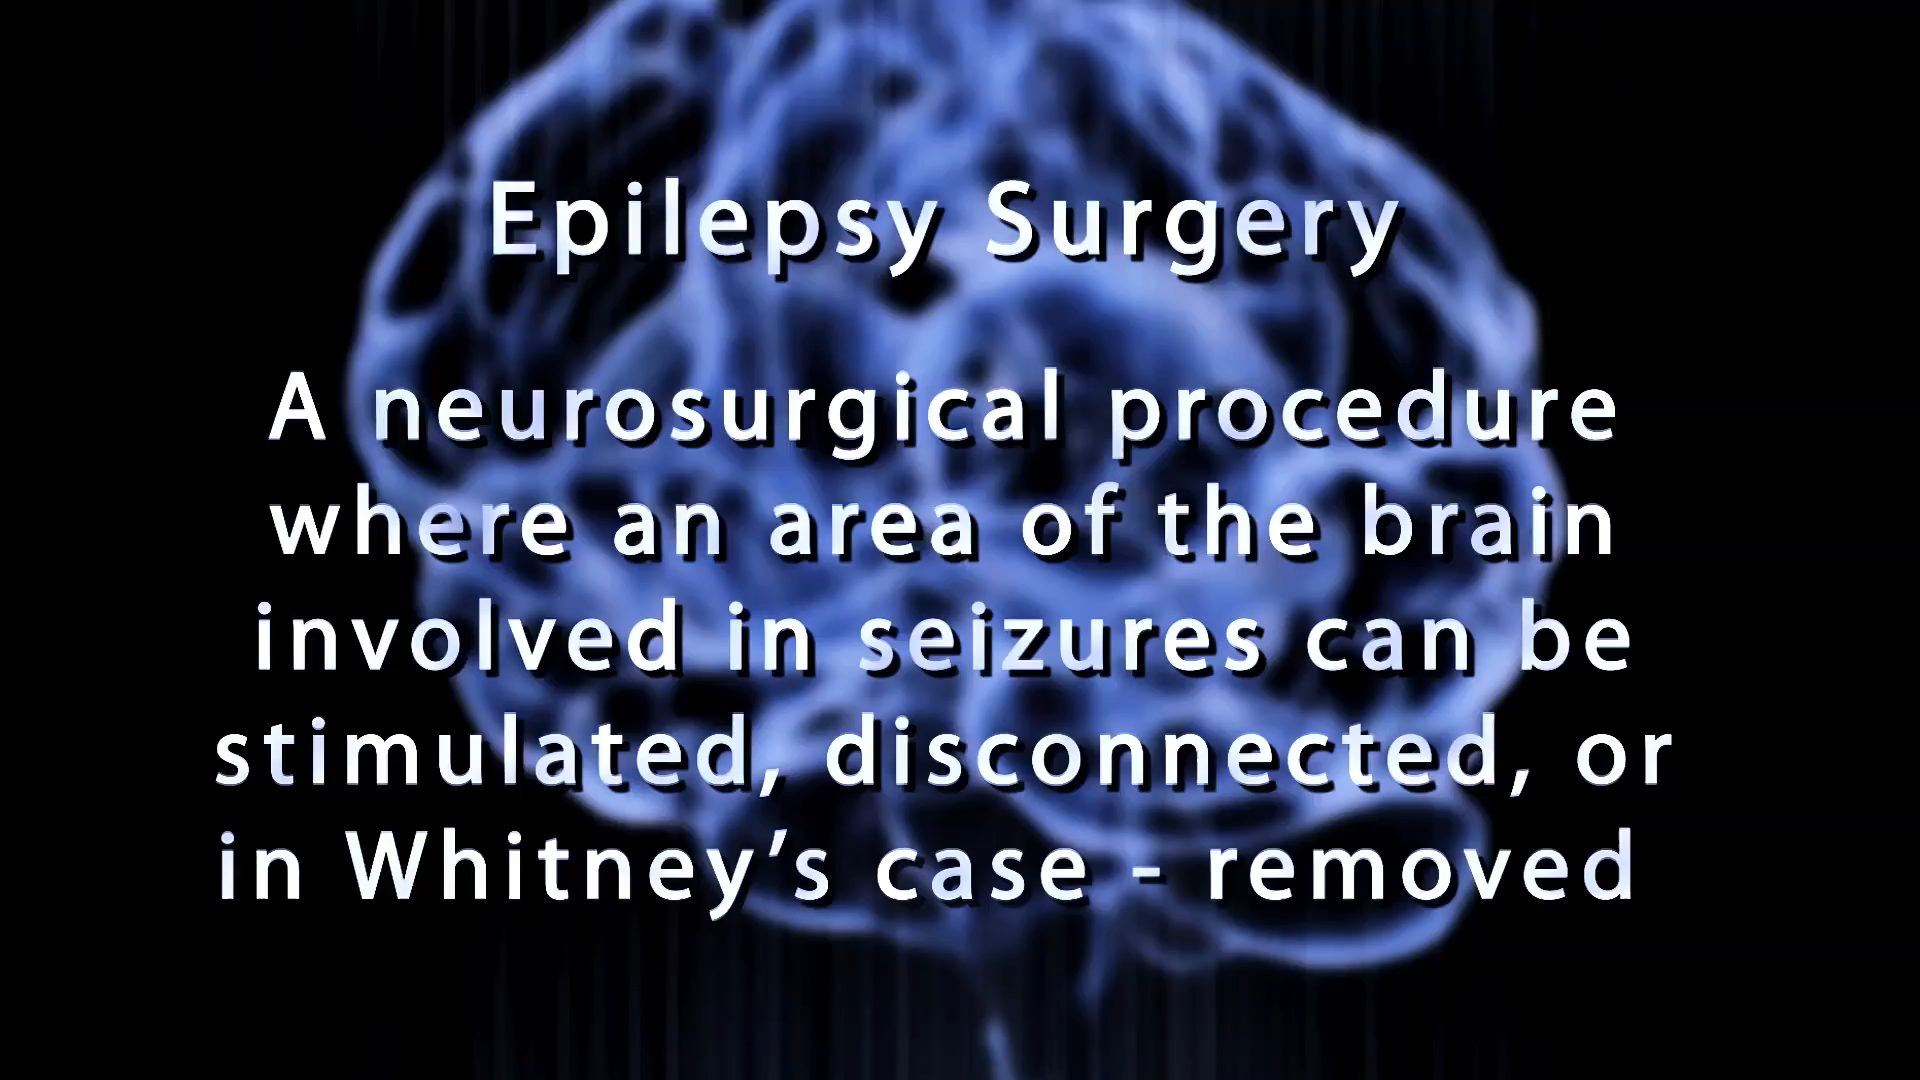 Epilepsy Surgery
A neurosurgical procedure
where an area of the brain
involved in seizures can be
stimulated, disconnected, or
in Whitney’s case - removed